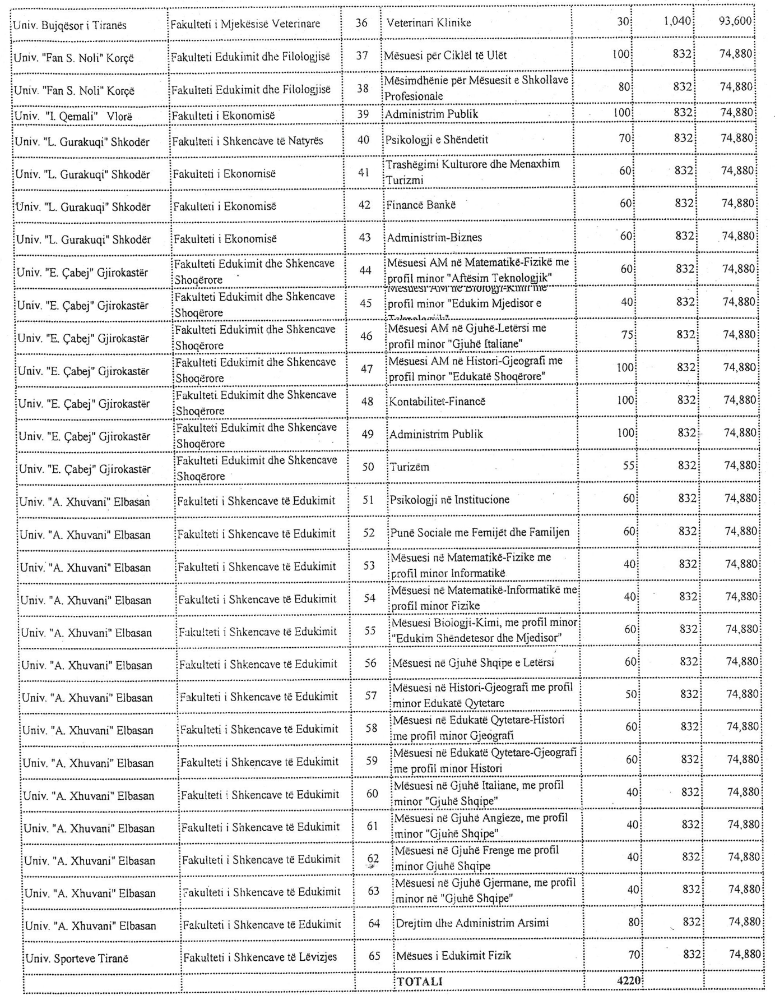 Univ. Bujqësor i Tiranës Fakulteti i Mjekësisë Veterinare 36 Veterinari Klinike 30 1,040 93,600
Univ. "Fan S. Noli" Korçë Fakulteti Edukimit dhe Filologjisë 37 Mësuesi për Ciklël të Ulët 100 832 74,880
Univ. "Fan S. Noli" Korçë Fakulteti Edukimit dhe Filologjisë 38 Mësimdhënie për Mësuesit e Shkollave
Profesionale 80 832 74,880
Univ. "I. Qemali" Vlorë Fakulteti i Ekonomisë 39 Administrim Publik 100 832 74,880
Univ. "L. Gurakuqi" Shkodër Fakulteti i Shkencave të Natyrës 40 Psikologji e Shëndetit 70 832 74,880
Univ. "L. Gurakuqi" Shkodër Fakulteti i Ekonomisë 41 Trashëgimi Kulturore dhe Menaxhim
Turizmi 60 832 74,880
Univ. "L. Gurakuqi" Shkodër Fakulteti i Ekonomisë 42 Financë Bankë 60 832 74,880
Univ. "L. Gurakuqi" Shkodër Fakulteti i Ekonomisë 43 Administrim-Biznes 60 832 74,880
Univ. "E. Çabej" Gjirokastër Fakulteti Edukimit dhe Shkencave 44 Mësuesi AM në Matematikë-Fizikë me
Shoqërore profil minor "Aftësim Teknologjik" 60 832 74,880
Univ. "E. Çabej" Gjirokastër Fakulteti Edukimit dhe Shkencave 45 Mësuesi AM në Biologji-Kimi me
Shoqërore profil minor "Edukim Mjedisor e 40 832 74,880
Teknologjik"
Univ. "E. Çabej" Gjirokastër Fakulteti Edukimit dhe Shkencave 46 Mësuesi AM në Gjuhë-Letërsi me
Shoqërore profil minor "Gjuhë Italiane" 75 832 74,880
Univ. "E. Çabej" Gjirokastër Fakulteti Edukimit dhe Shkencave 47 Mësuesi AM në Histori-Gjeografi me
Shoqërore profil minor "Edukatë Shoqërore" 100 832 74,880
Univ. "E. Çabej" Gjirokastër Fakulteti Edukimit dhe Shkencave 48 Kontabilitet-Financë 100 832 74,880
Shoqërore
Univ. "E. Çabej" Gjirokastër Fakulteti Edukimit dhe Shkencave 49 Administrim Publik 100 832 74,880
Shoqërore
Univ. "E. Çabej" Gjirokastër Fakulteti Edukimit dhe Shkencave 50 Turizëm 55 832 74,880
Shoqërore
Univ. "A. Xhuvani" Elbasan Fakulteti i Shkencave të Edukimit 51 Psikologji në Institucione 60 832 74,880
Univ. "A. Xhuvani" Elbasan Fakulteti i Shkencave të Edukimit 52 Punë Sociale me Femijët dhe Familjen 60 832 74,880
Univ. "A. Xhuvani" Elbasan Fakulteti i Shkencave të Edukimit 53 Mësuesi në Matematikë-Fizike me
profil minor Informatikë 40 832 74,880
Univ. "A. Xhuvani" Elbasan Fakulteti i Shkencave të Edukimit 54 Mësuesi në Matematikë-Informatikë me
profil minor Fizike 40 832 74,880
Univ. "A. Xhuvani" Elbasan Fakulteti i Shkencave të Edukimit 55 Mësuesi Biologji-Kimi, me profil minor
"Edukim Shëndetesor dhe Mjedisor" 60 832 74,880
Univ. "A. Xhuvani" Elbasan Fakulteti i Shkencave të Edukimit 56 Mësuesi në Gjuhë Shqipe e Letërsi 60 832 74,880
Univ. "A. Xhuvani" Elbasan Fakulteti i Shkencave të Edukimit 57 Mësuesi në Histori-Gjeografi me profil
minor Edukatë Qytetare 50 832 74,880
Univ. "A. Xhuvani" Elbasan Fakulteti i Shkencave të Edukimit 58 Mësuesi në Edukatë Qytetare-Histori
me profil minor Gjeografi 60 832 74,880
Univ. "A. Xhuvani" Elbasan Fakulteti i Shkencave të Edukimit 59 Mësuesi në Edukatë Qytetare-Gjeografi
me profil minor Histori 60 832 74,880
Univ. "A. Xhuvani" Elbasan Fakulteti i Shkencave të Edukimit 60 Mësuesi në Gjuhë Italiane, me profil
minor "Gjuhë Shqipe" 40 832 74,880
Univ. "A. Xhuvani" Elbasan Fakulteti i Shkencave të Edukimit 61 Mësuesi në Gjuhë Angleze, me profil
minor "Gjuhë Shqipe" 40 832 74,880
Univ. "A. Xhuvani" Elbasan Fakulteti i Shkencave të Edukimit 62 Mësuesi në Gjuhë Frenge me profil
minor Gjuhë Shqipe 40 832 74,880
Univ. "A. Xhuvani" Elbasan Fakulteti i Shkencave të Edukimit 63 Mësuesi në Gjuhë Gjermane, me profil
minor në "Gjuhë Shqipe" 40 832 74,880
Univ. "A. Xhuvani" Elbasan Fakulteti i Shkencave të Edukimit 64 Drejtim dhe Administrim Arsimi 80 832 74,880
Univ. Sporteve Tiranë Fakulteti i Shkencave të Lëvizjes 65 Mësues i Edukimit Fizik 70 832 74,880
TOTALI 4220